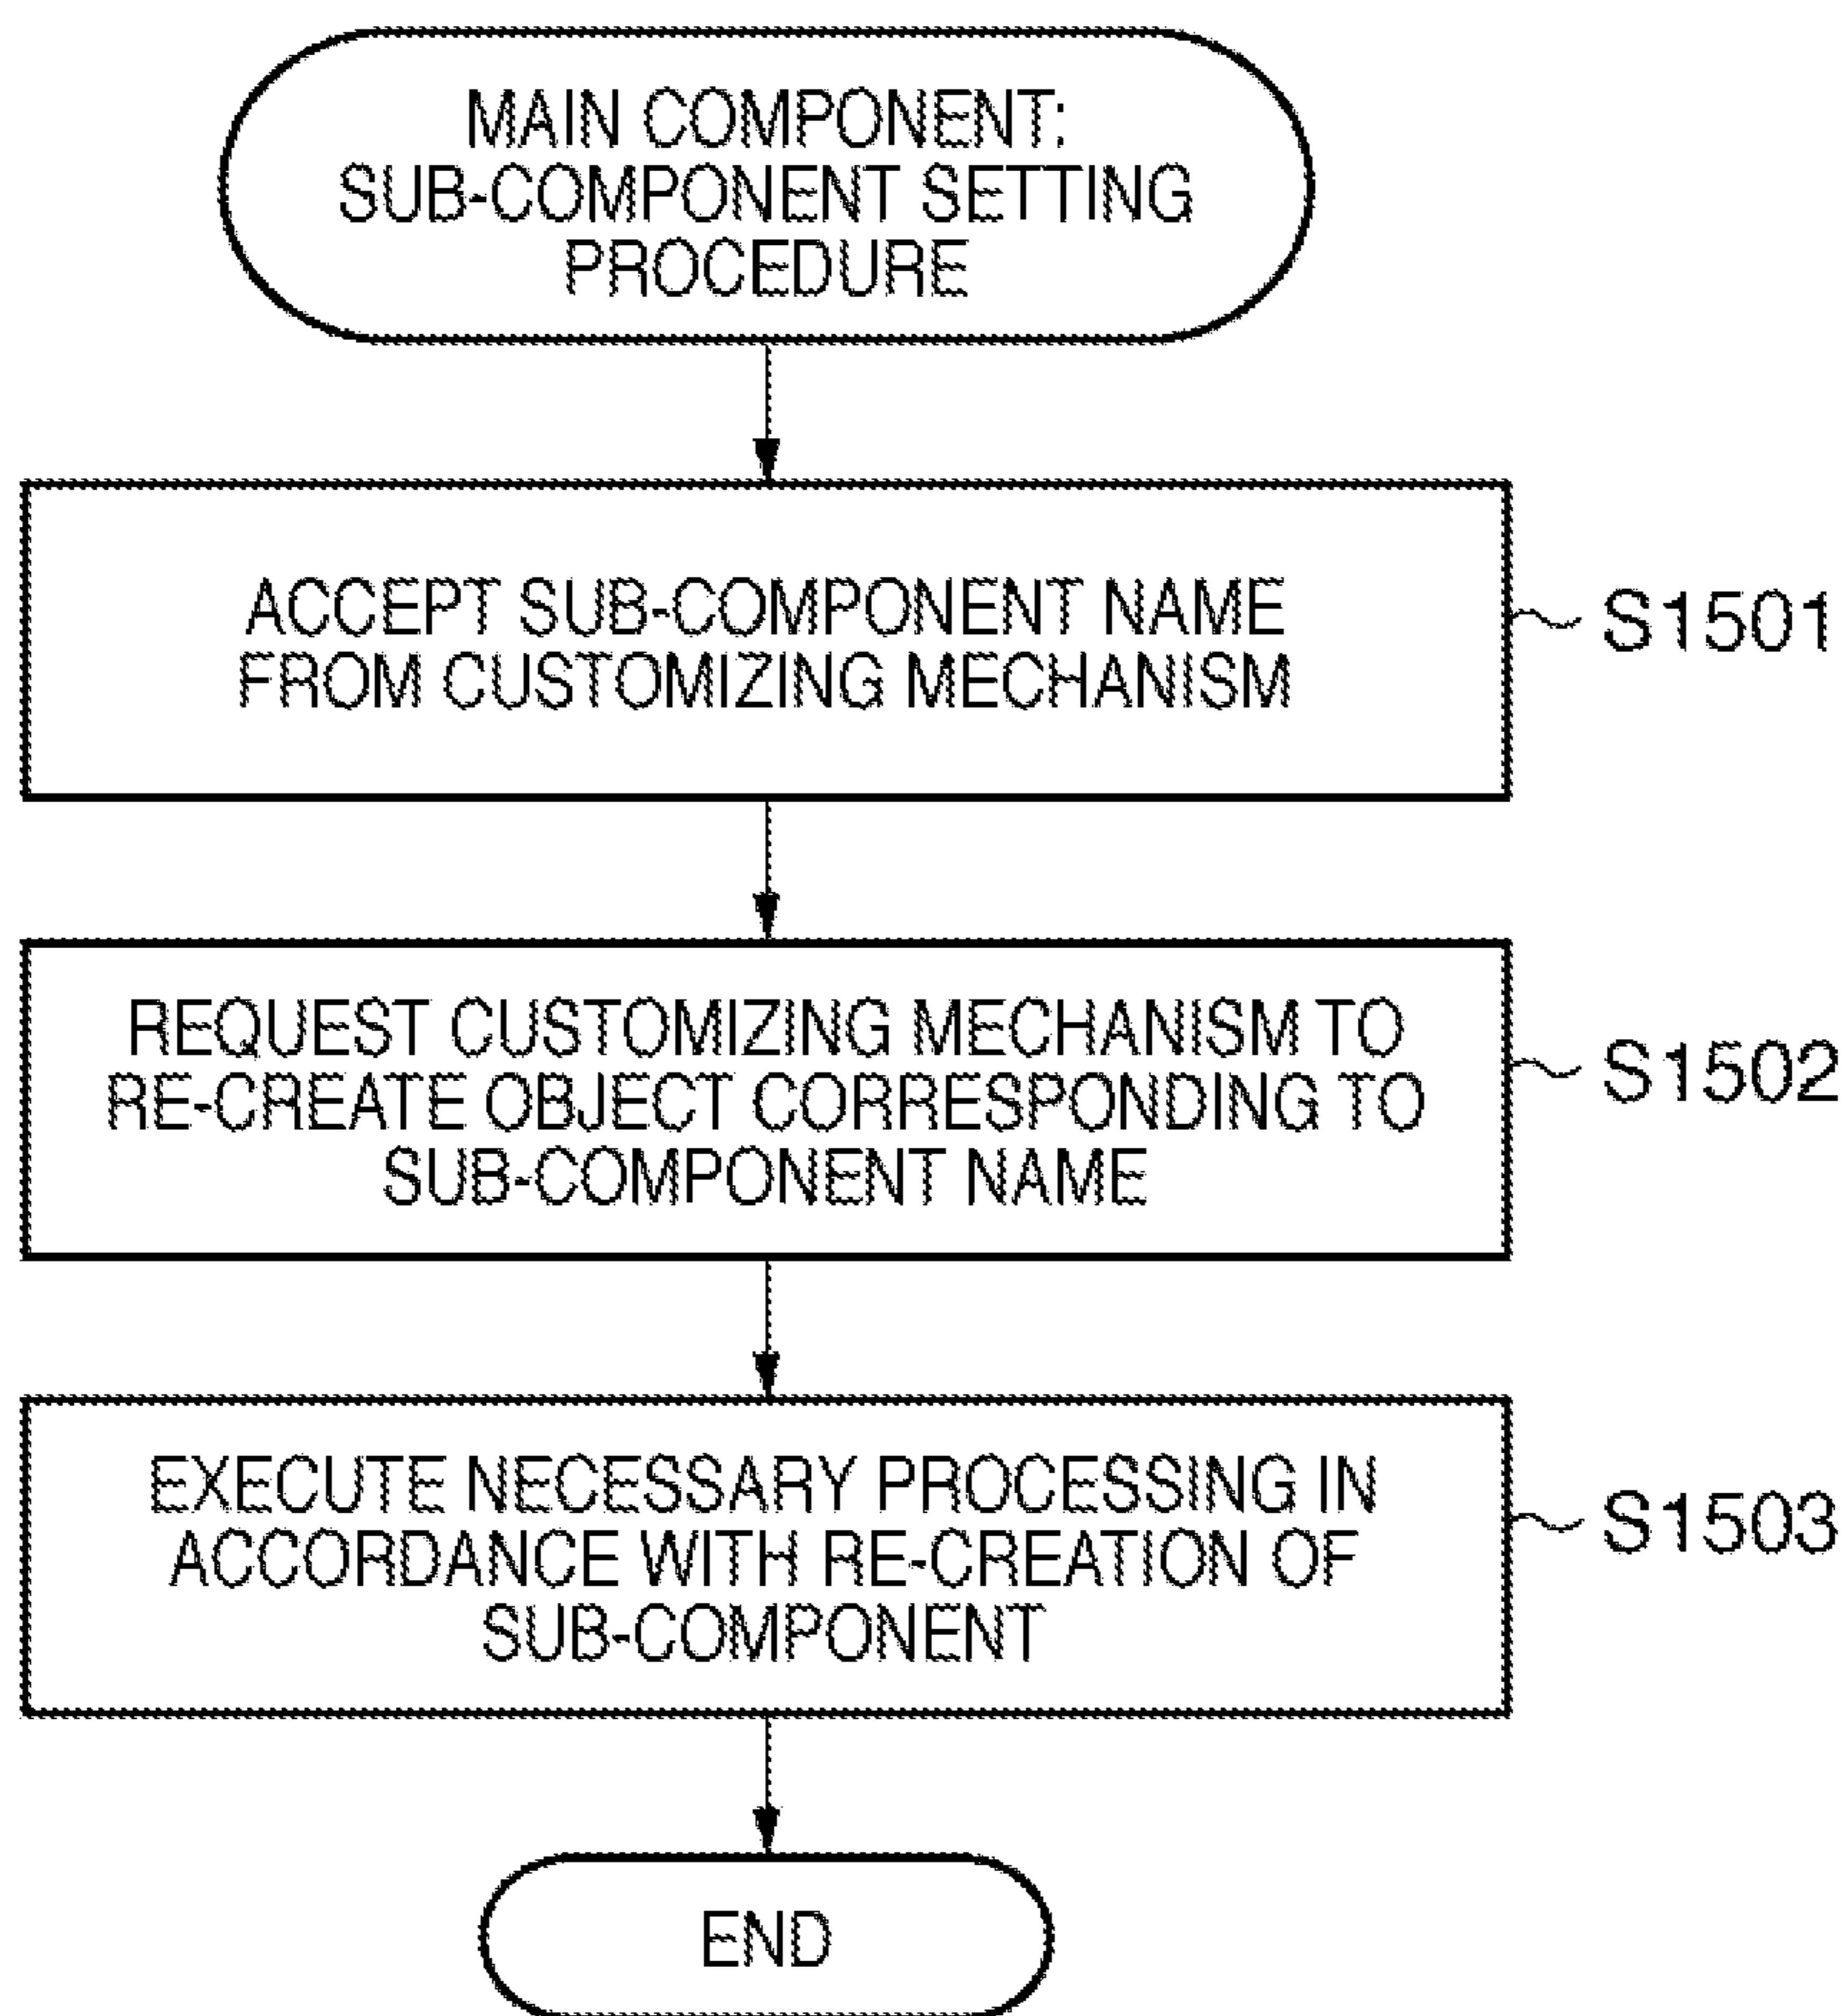 MAIN COMPONENT:
SUB-COMPONENT SETTING
PROCEDURE
ACCEPT SUB-COMPONENT NAME
FROM CUSTOMIZING MECHANISM
S1501
REQUEST CUSTOMIZING MECHANISM TO
RE-CREATE OBJECT CORRESPONDING TO
SUB-COMPONENT NAME
S1502
EXECUTE NECESSARY PROCESSING IN
ACCORDANCE WITH RE-CREATION OF
SUB-COMPONENT
S1503
END